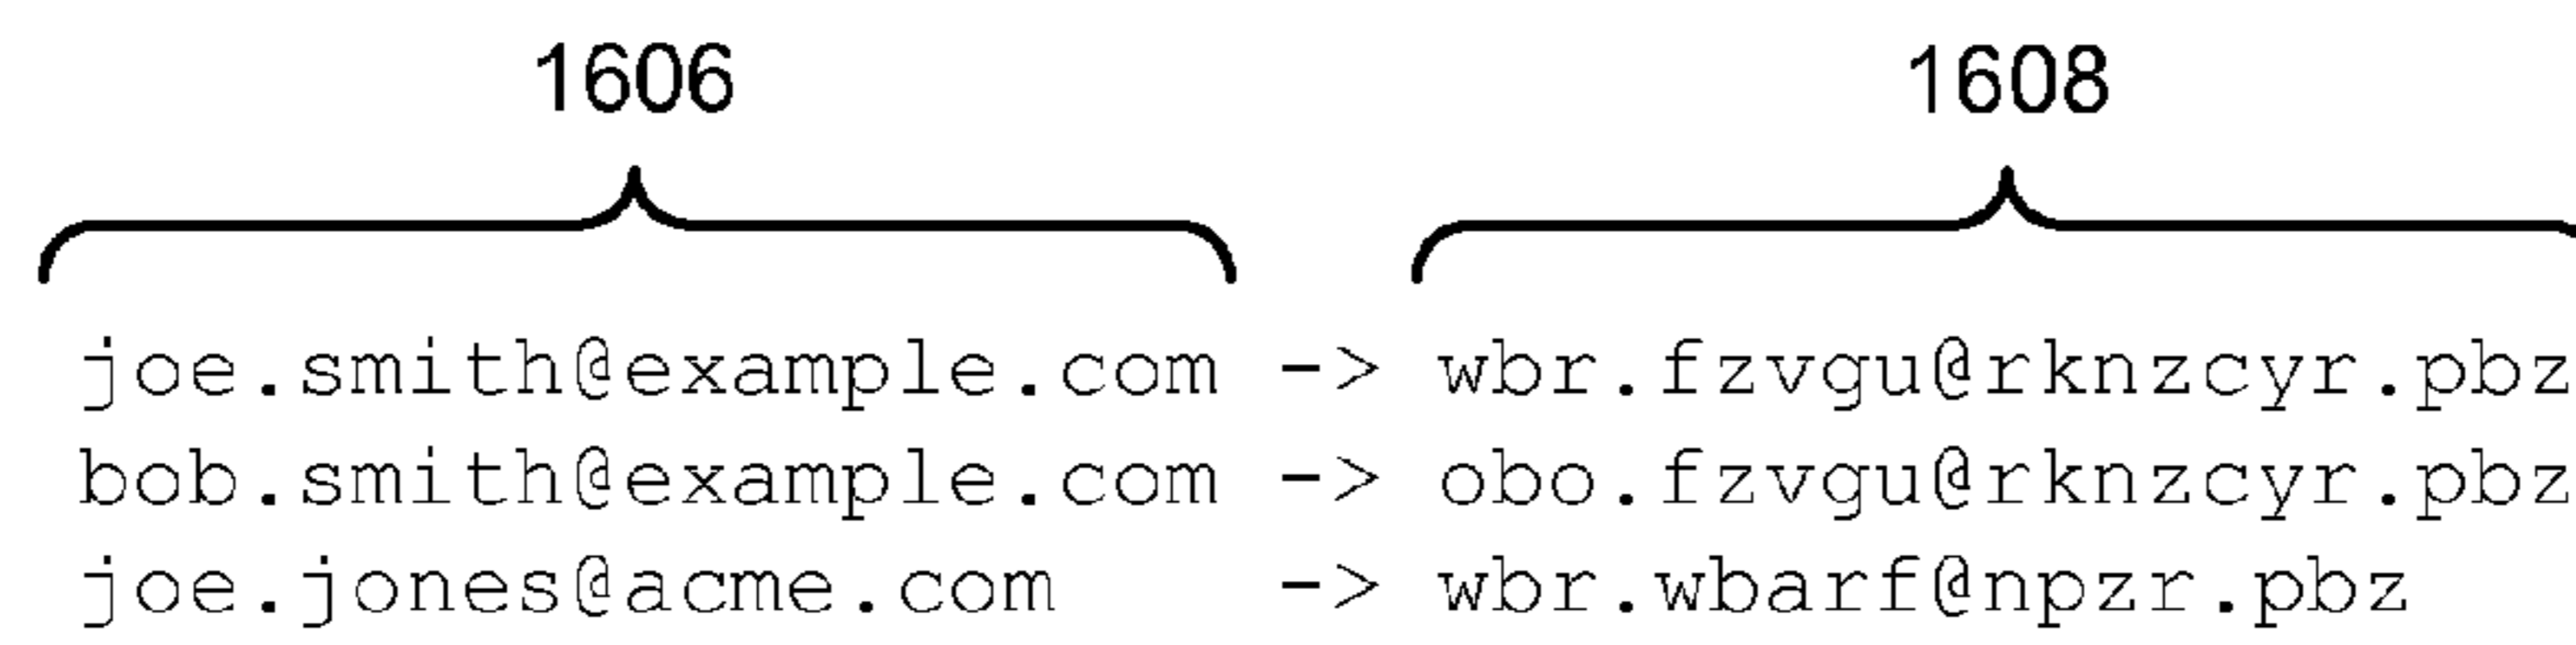 1606 1608
joe.smith@example.com -> wbr.fzvgu@rknzcyr.pbz
bob.smith@example.com -> obo.fzvgu@rknzcyr.pbz
joe.jones@acme.com -> wbr.wbarf@npzr.pbz